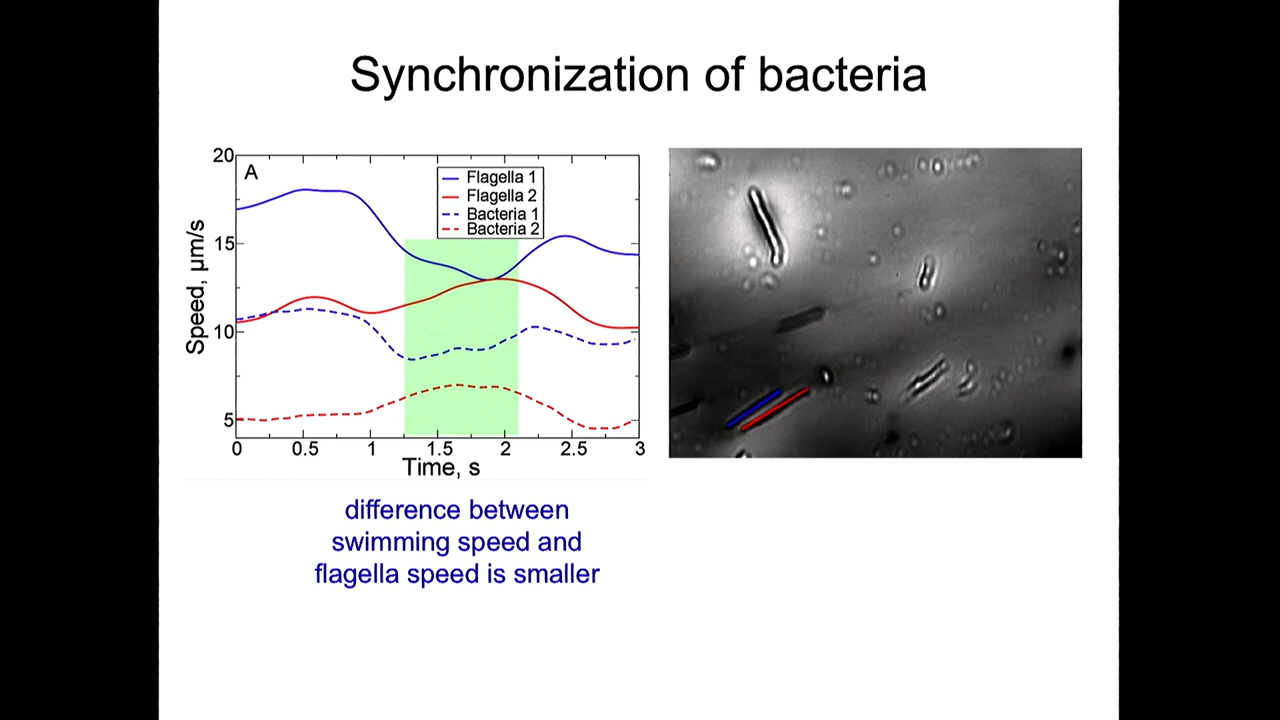 Synchronization of bacteria
A
Flagella 1
Flagella 2
Bacteria 1
Bacteria 2
20
15
10
5
Speed, μm/s
0 0.5 1 1.5 2 2.5 3
Time, s
difference between
swimming speed and
flagella speed is smaller